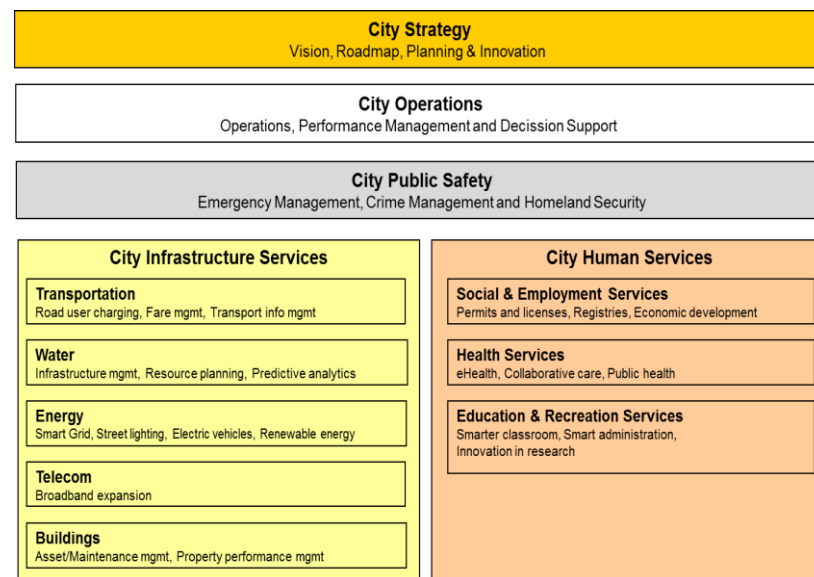 City Strategy
Vision, Roadmap, Planning & Innovation
City Operations
Operations, Performance Management and Decission Support
City Public Safety
Emergency Management, Crime Management and Homeland Security
City Infrastructure Services
Transportation
Road user charging, Fare mgmt, Transport info mgmt
Water
Infrastructure mgmt, Resource planning, Predictive analytics
Energy
Smart Grid, Street lighting, Electric vehicles, Renewable energy
Telecom
Broadband expansion
Buildings
Asset/Maintenance mgmt, Property performance mgmt
City Human Services
Social & Employment Services
Permits and licenses, Registries, Economic development
Health Services
eHealth, Collaborative care, Public health
Education & Recreation Services
Smarter classroom, Smart administration,
Innovation in research